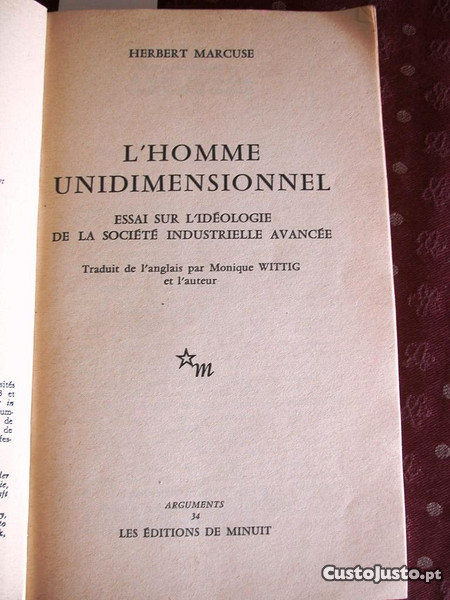 HERBERT MARCUSE
L'HOMME
UNIDIMENSIONNEL
ESSAI SUR L'IDÉOLOGIE
DE LA SOCIÉTÉ INDUSTRIELLE AVANCÉE
Traduit de l'anglais par Monique WITTIG
et l'auteur
m
ARGUMENTS
34
LES ÉDITIONS DE MINUIT
CustoJusto.pt